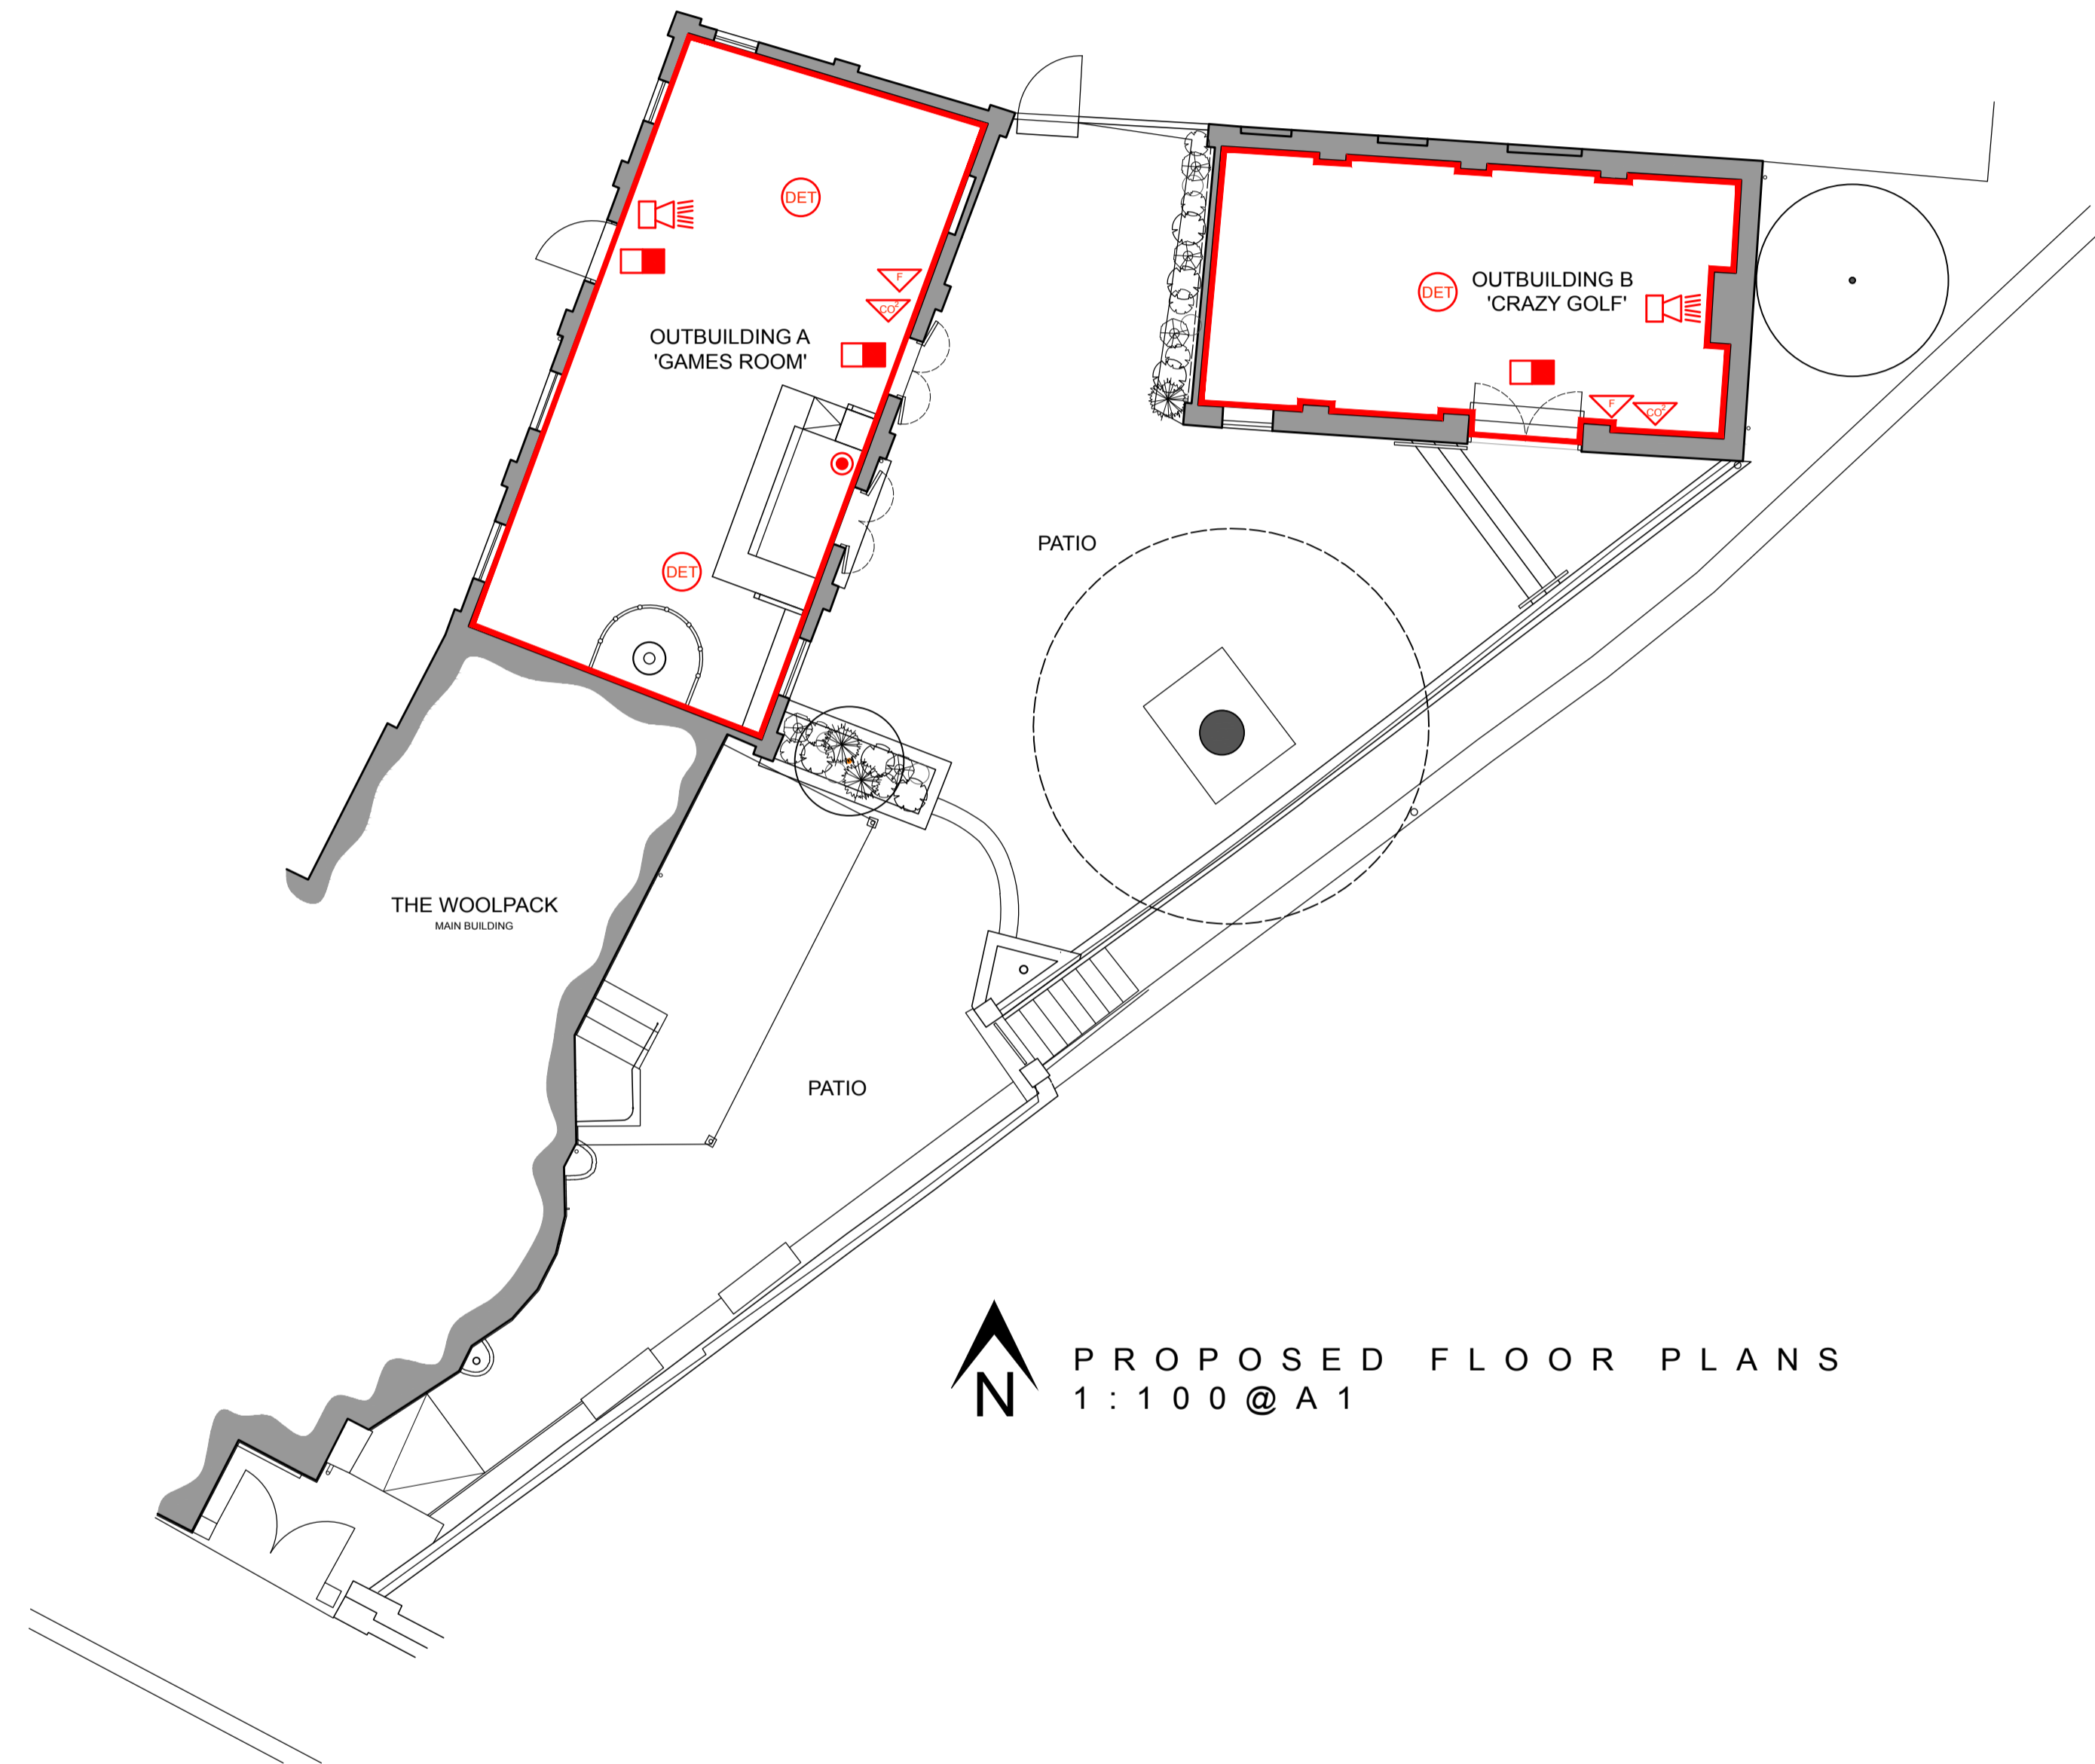 DET
F
CO2
OUTBUILDING A
'GAMES ROOM'
DET
DET
OUTBUILDING B
'CRAZY GOLF'
F
CO2
PATIO
THE WOOLPACK
MAIN BUILDING
PATIO
N
PROPOSED FLOOR PLANS
1:100@A1